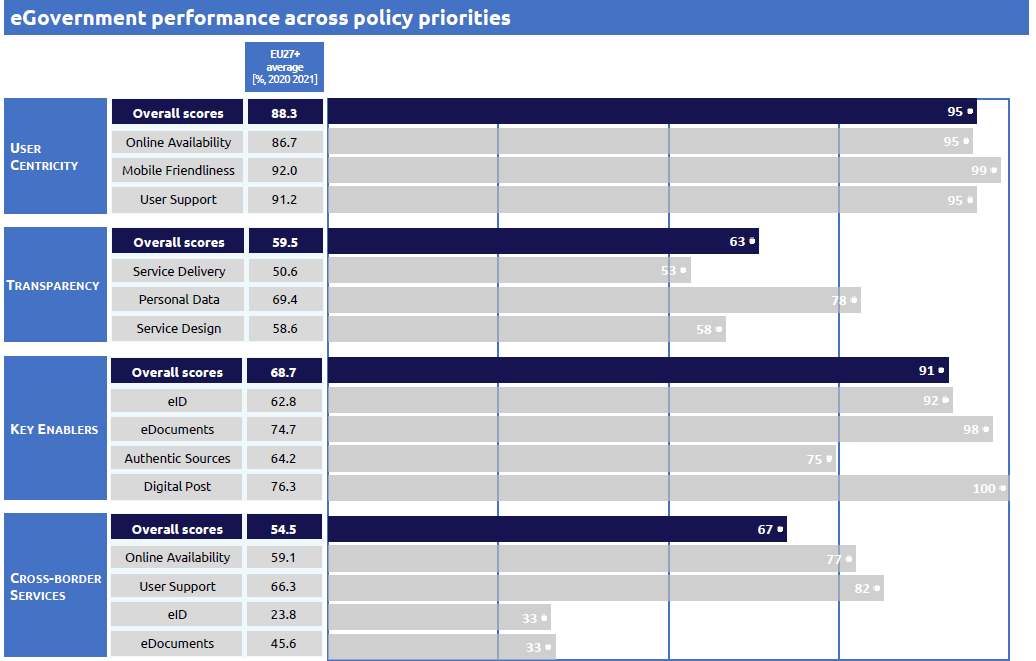 eGovernment performance across policy priorities
EU27+
average
[%, 2020 2021]
USER
CENTRICITY
Overall scores 88.3 95
Online Availability 86.7 95
Mobile Friendliness 92.0 99
User Support 91.2 95
TRANSPARENCY
Overall scores 59.5 63
Service Delivery 50.6 53
Personal Data 69.4 78
Service Design 58.6 58
KEY ENABLERS
Overall scores 68.7 91
eID 62.8 92
eDocuments 74.7 98
Authentic Sources 64.2 75
Digital Post 76.3 100
CROSS-BORDER
SERVICES
Overall scores 54.5 67
Online Availability 59.1 77
User Support 66.3 82
eID 23.8 33
eDocuments 45.6 33